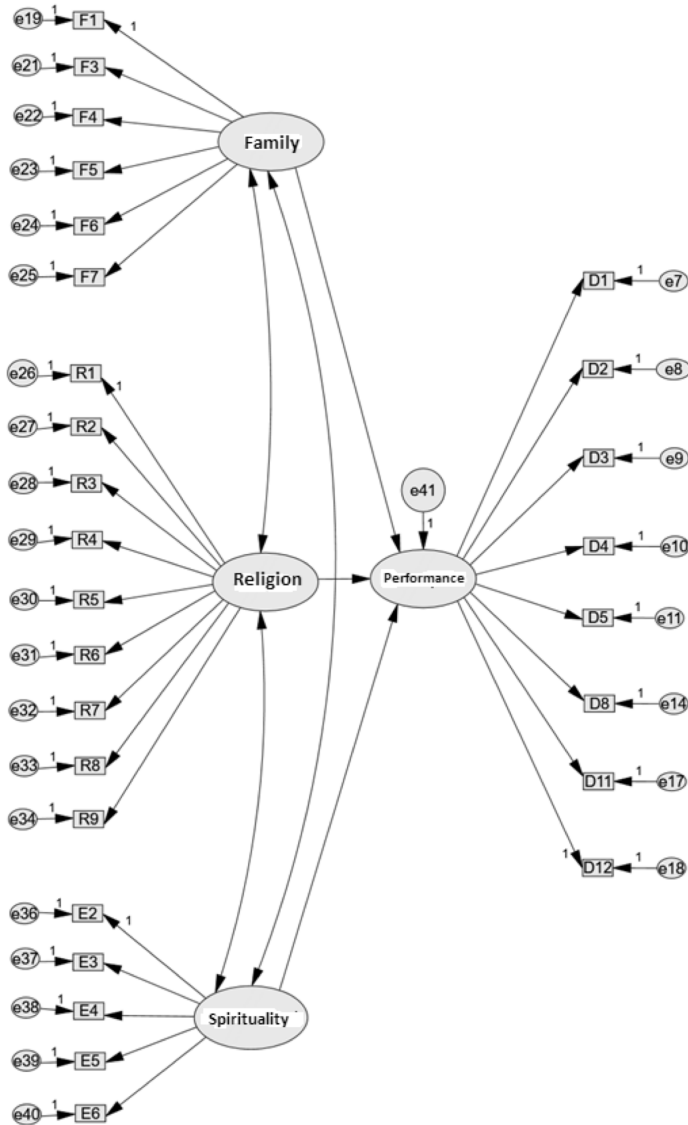 e19 1 F1 1
e21 1 F3
e22 1 F4
Family
e23 1 F5
e24 1 F6
e25 1 F7
D1 1 e7
e26 1 R1 1
D2 1 e8
e27 1 R2
D3 1 e9
e28 1 R3
e41
1
e29 1 R4
D4 1 e10
Religion
Performance
e30 1 R5
D5 1 e11
e31 1 R6
e32 1 R7
D8 1 e14
e33 1 R8
D11 1 e17
e34 1 R9
1 D12 1 e18
e36 1 E2 1
e37 1 E3
e38 1 E4
Spirituality
e39 1 E5
e40 1 E6